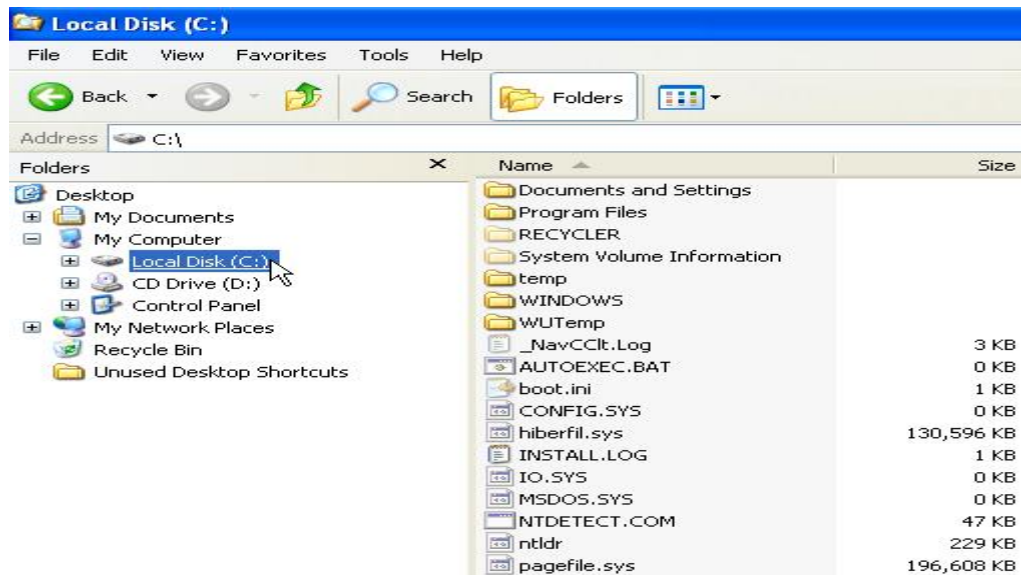 Local Disk (C:)
File Edit View Favorites Tools Help
Back Search Folders
Address C:\
Folders
Desktop
My Documents
My Computer
Local Disk (C:)
CD Drive (D:)
Control Panel
My Network Places
Recycle Bin
Unused Desktop Shortcuts
Name Size
Documents and Settings
Program Files
RECYCLER
System Volume Information
temp
WINDOWS
WUTemp
_NavCClt.Log 3 KB
AUTOEXEC.BAT 0 KB
boot.ini 1 KB
CONFIG.SYS 0 KB
hiberfil.sys 130,596 KB
INSTALL.LOG 1 KB
IO.SYS 0 KB
MSDOS.SYS 0 KB
NTDETECT.COM 47 KB
ntldr 229 KB
pagefile.sys 196,608 KB